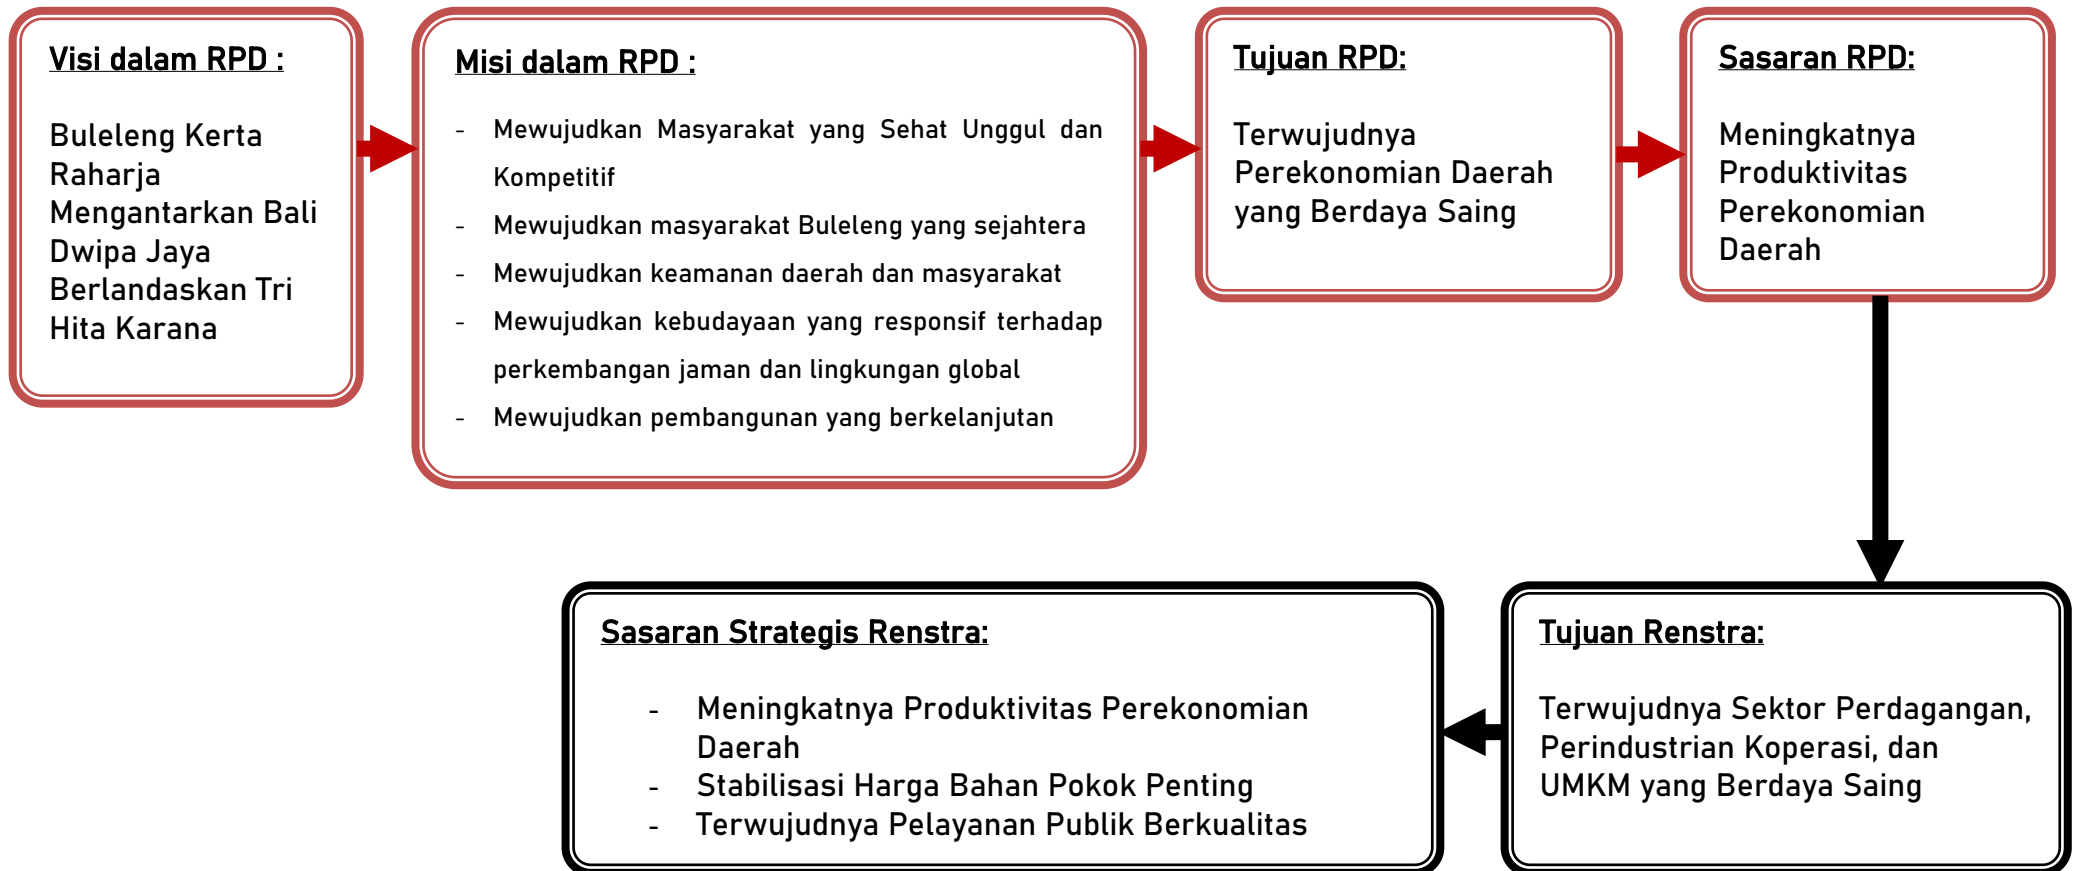 Visi dalam RPD :
Buleleng Kerta
Raharja
Mengantarkan Bali
Dwipa Jaya
Berlandaskan Tri
Hita Karana
Misi dalam RPD :
- Mewujudkan Masyarakat yang Sehat Unggul dan
Kompetitif
- Mewujudkan masyarakat Buleleng yang sejahtera
- Mewujudkan keamanan daerah dan masyarakat
- Mewujudkan kebudayaan yang responsif terhadap
perkembangan jaman dan lingkungan global
- Mewujudkan pembangunan yang berkelanjutan
Tujuan RPD:
Terwujudnya
Perekonomian Daerah
yang Berdaya Saing
Sasaran RPD:
Meningkatnya
Produktivitas
Perekonomian
Daerah
Tujuan Renstra:
Terwujudnya Sektor Perdagangan,
Perindustrian Koperasi, dan
UMKM yang Berdaya Saing
Sasaran Strategis Renstra:
- Meningkatnya Produktivitas Perekonomian
Daerah
- Stabilisasi Harga Bahan Pokok Penting
- Terwujudnya Pelayanan Publik Berkualitas